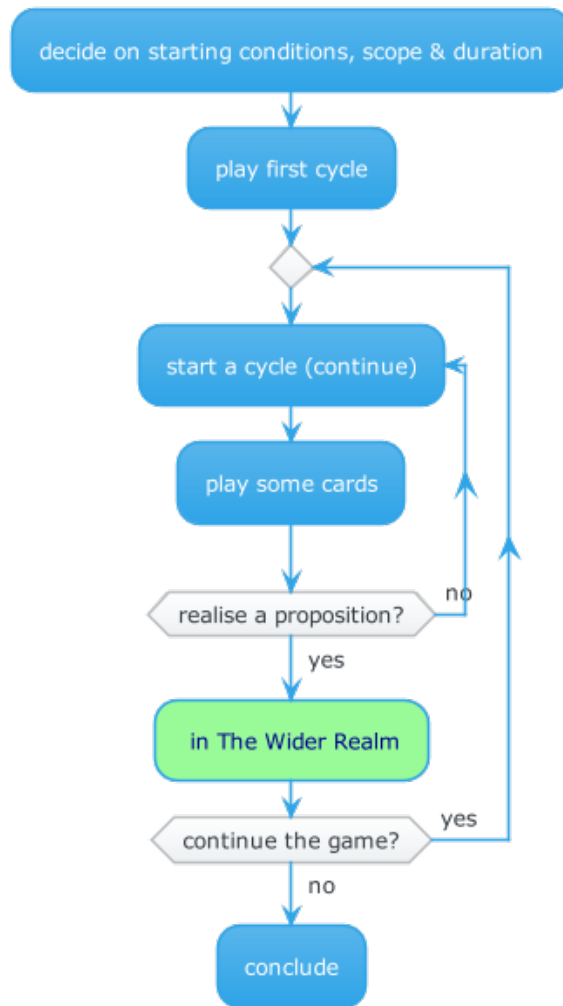 decide on starting conditions, scope & duration
play first cycle
start a cycle (continue)
play some cards
realise a proposition?
no
yes
in The Wider Realm
continue the game?
yes
no
conclude